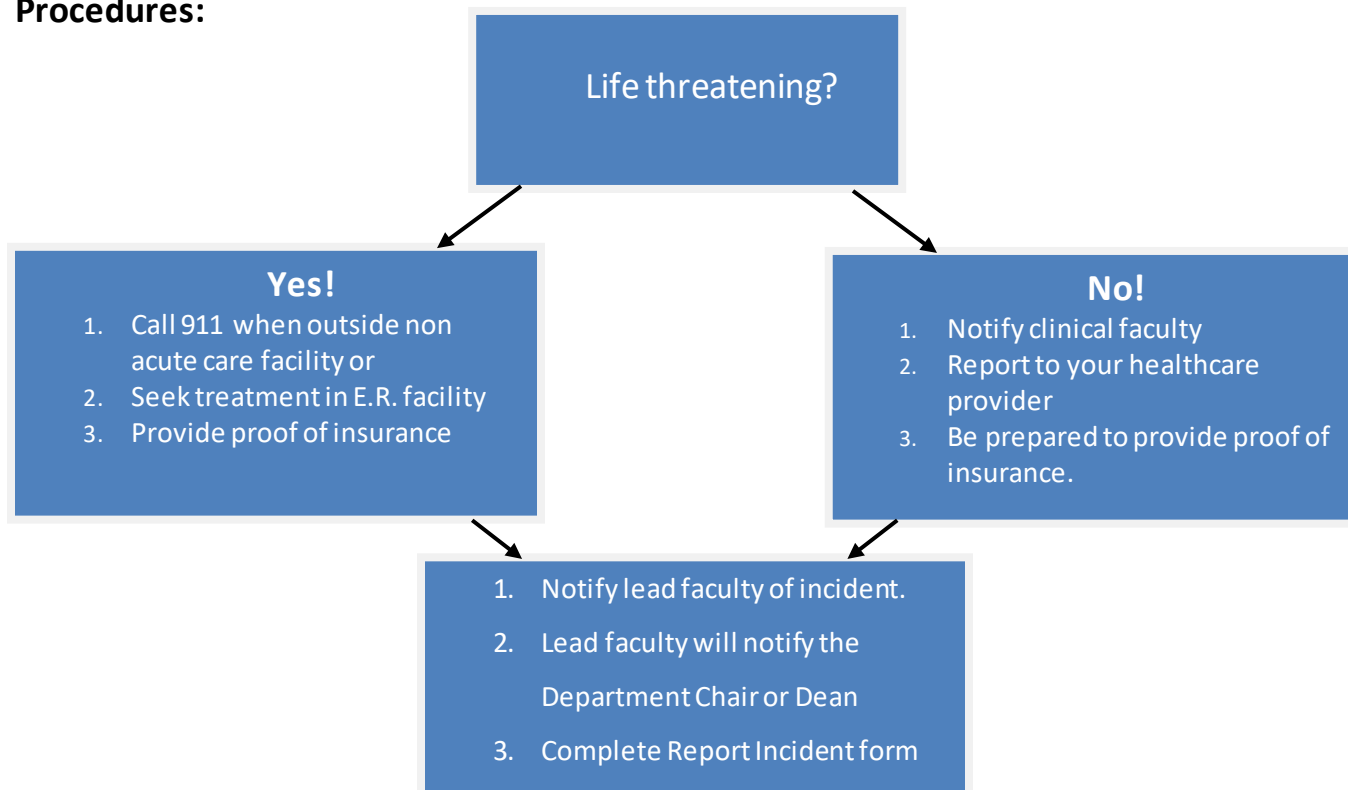 Procedures:
Life threatening?
Yes!
1. Call 911 when outside non
acute care facility or
2. Seek treatment in E.R. facility
3. Provide proof of insurance
No!
1. Notify clinical faculty
2. Report to your healthcare
provider
3. Be prepared to provide proof of
insurance.
1. Notify lead faculty of incident.
2. Lead faculty will notify the
Department Chair or Dean
3. Complete Report Incident form